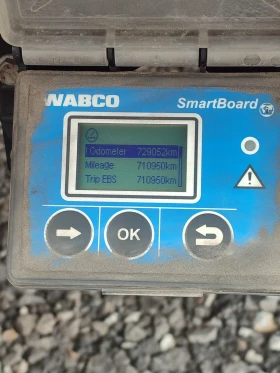 WABCO SmartBoard
Odometer 729052km
Mileage 710950km
Trip EBS 710950km
OK